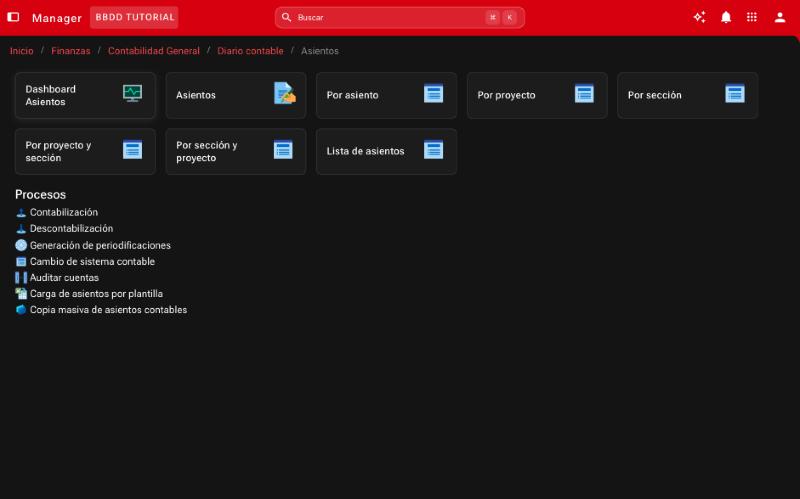 Manager BBDD TUTORIAL Buscar ⌘ K
Inicio / Finanzas / Contabilidad General / Diario contable / Asientos
Dashboard
Asientos
Asientos
Por asiento
Por proyecto
Por sección
Por proyecto y
sección
Por sección y
proyecto
Lista de asientos
Procesos
Contabilización
Descontabilización
Generación de periodificaciones
Cambio de sistema contable
Auditar cuentas
Carga de asientos por plantilla
Copia masiva de asientos contables